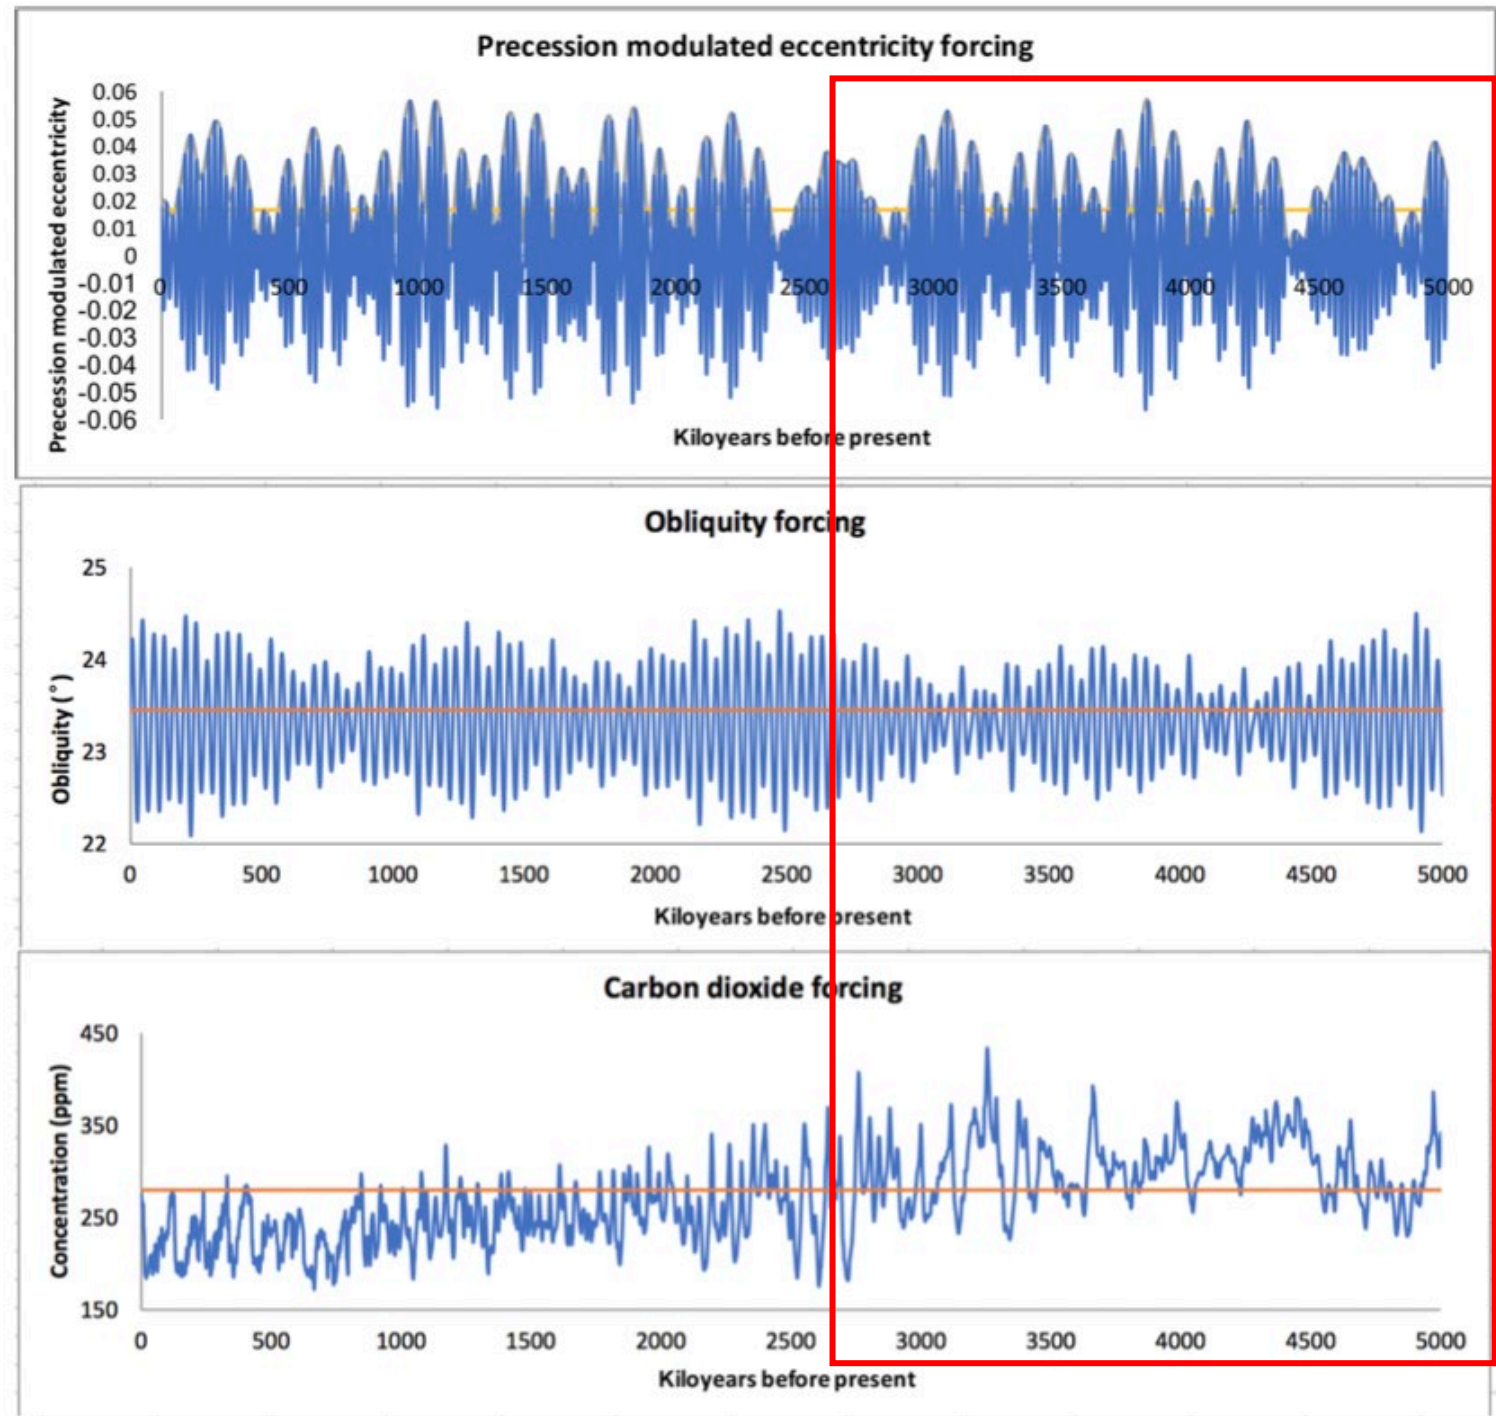 Precession modulated eccentricity forcing
Precession modulated eccentricity
0.06
0.05
0.04
0.03
0.02
0.01
0
-0.01
-0.02
-0.03
-0.04
-0.05
-0.06
0 500 1000 1500 2000 2500 3000 3500 4000 4500 5000
Kiloyears before present
Obliquity forcing
Obliquity (°)
25
24
23
22
0 500 1000 1500 2000 2500 3000 3500 4000 4500 5000
Kiloyears before present
Carbon dioxide forcing
Concentration (ppm)
450
350
250
150
0 500 1000 1500 2000 2500 3000 3500 4000 4500 5000
Kiloyears before present